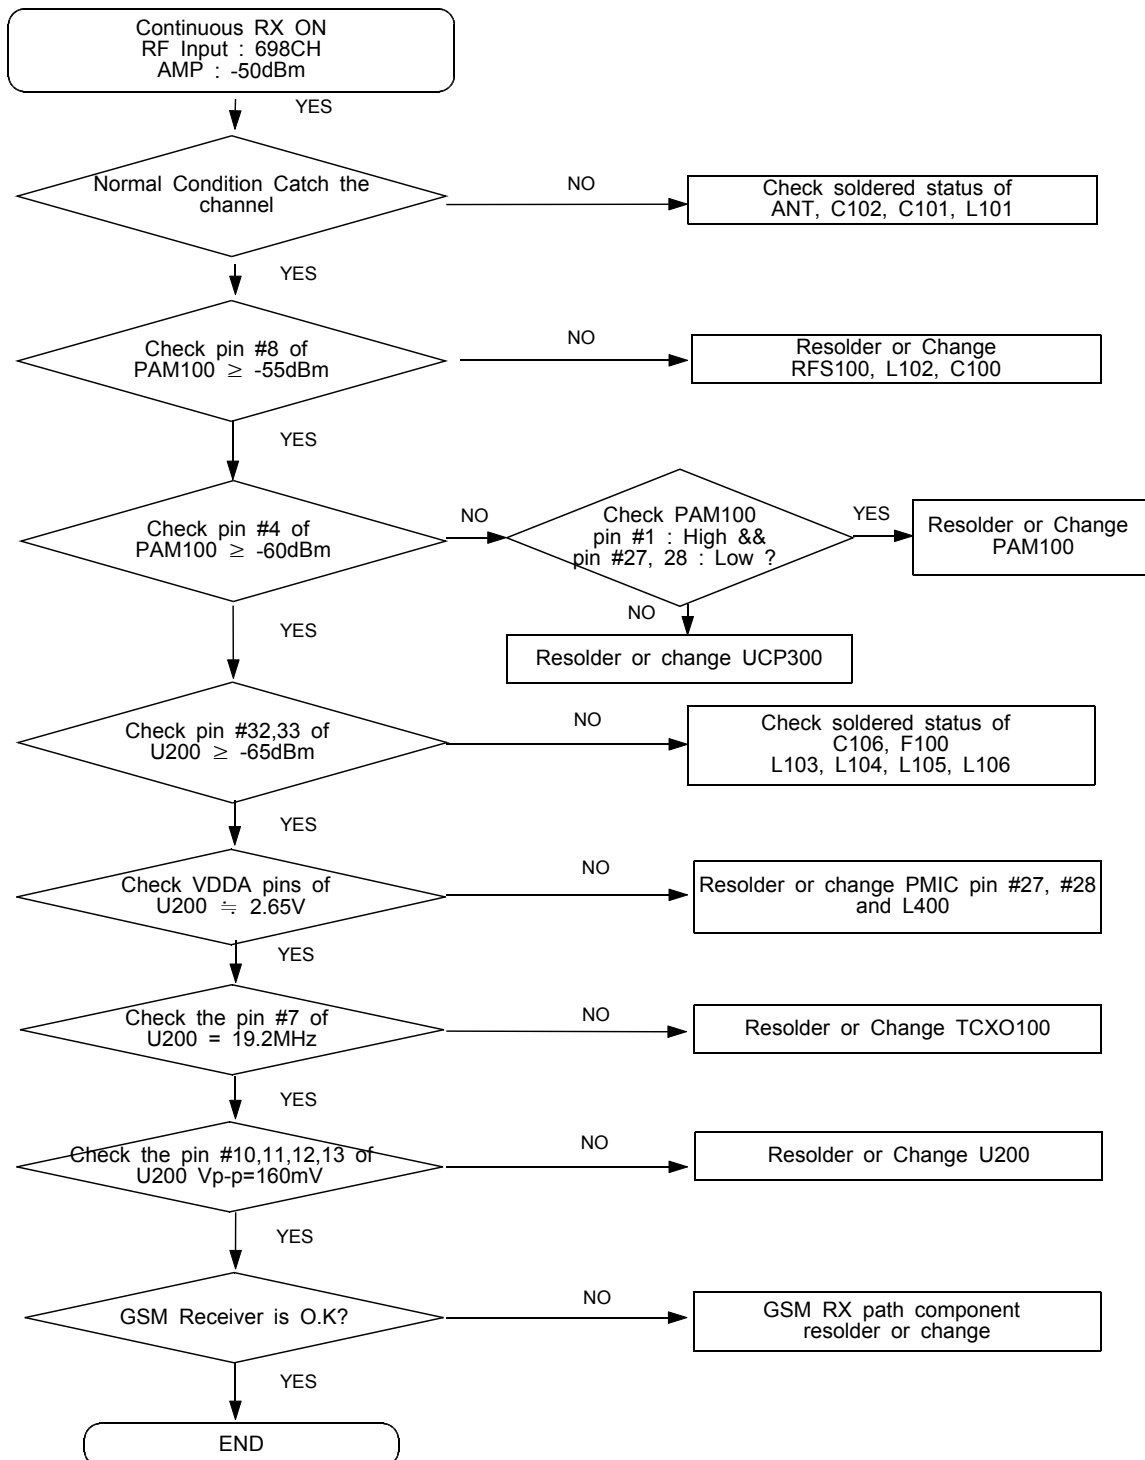 Continuous RX ON
RF Input : 698CH
AMP : -50dBm
YES
Normal Condition Catch the
channel
NO
Check soldered status of
ANT, C102, C101, L101
YES
Check pin #8 of
PAM100 ≥ -55dBm
NO
Resolder or Change
RFS100, L102, C100
YES
Check pin #4 of
PAM100 ≥ -60dBm
NO
Check PAM100
pin #1 : High &&
pin #27, 28 : Low ?
YES
Resolder or Change
PAM100
NO
Resolder or change UCP300
YES
Check pin #32,33 of
U200 ≥ -65dBm
NO
Check soldered status of
C106, F100
L103, L104, L105, L106
YES
Check VDDA pins of
U200 ≒ 2.65V
NO
Resolder or change PMIC pin #27, #28
and L400
YES
Check the pin #7 of
U200 = 19.2MHz
NO
Resolder or Change TCXO100
YES
Check the pin #10,11,12,13 of
U200 Vp-p=160mV
NO
Resolder or Change U200
YES
GSM Receiver is O.K?
NO
GSM RX path component
resolder or change
YES
END